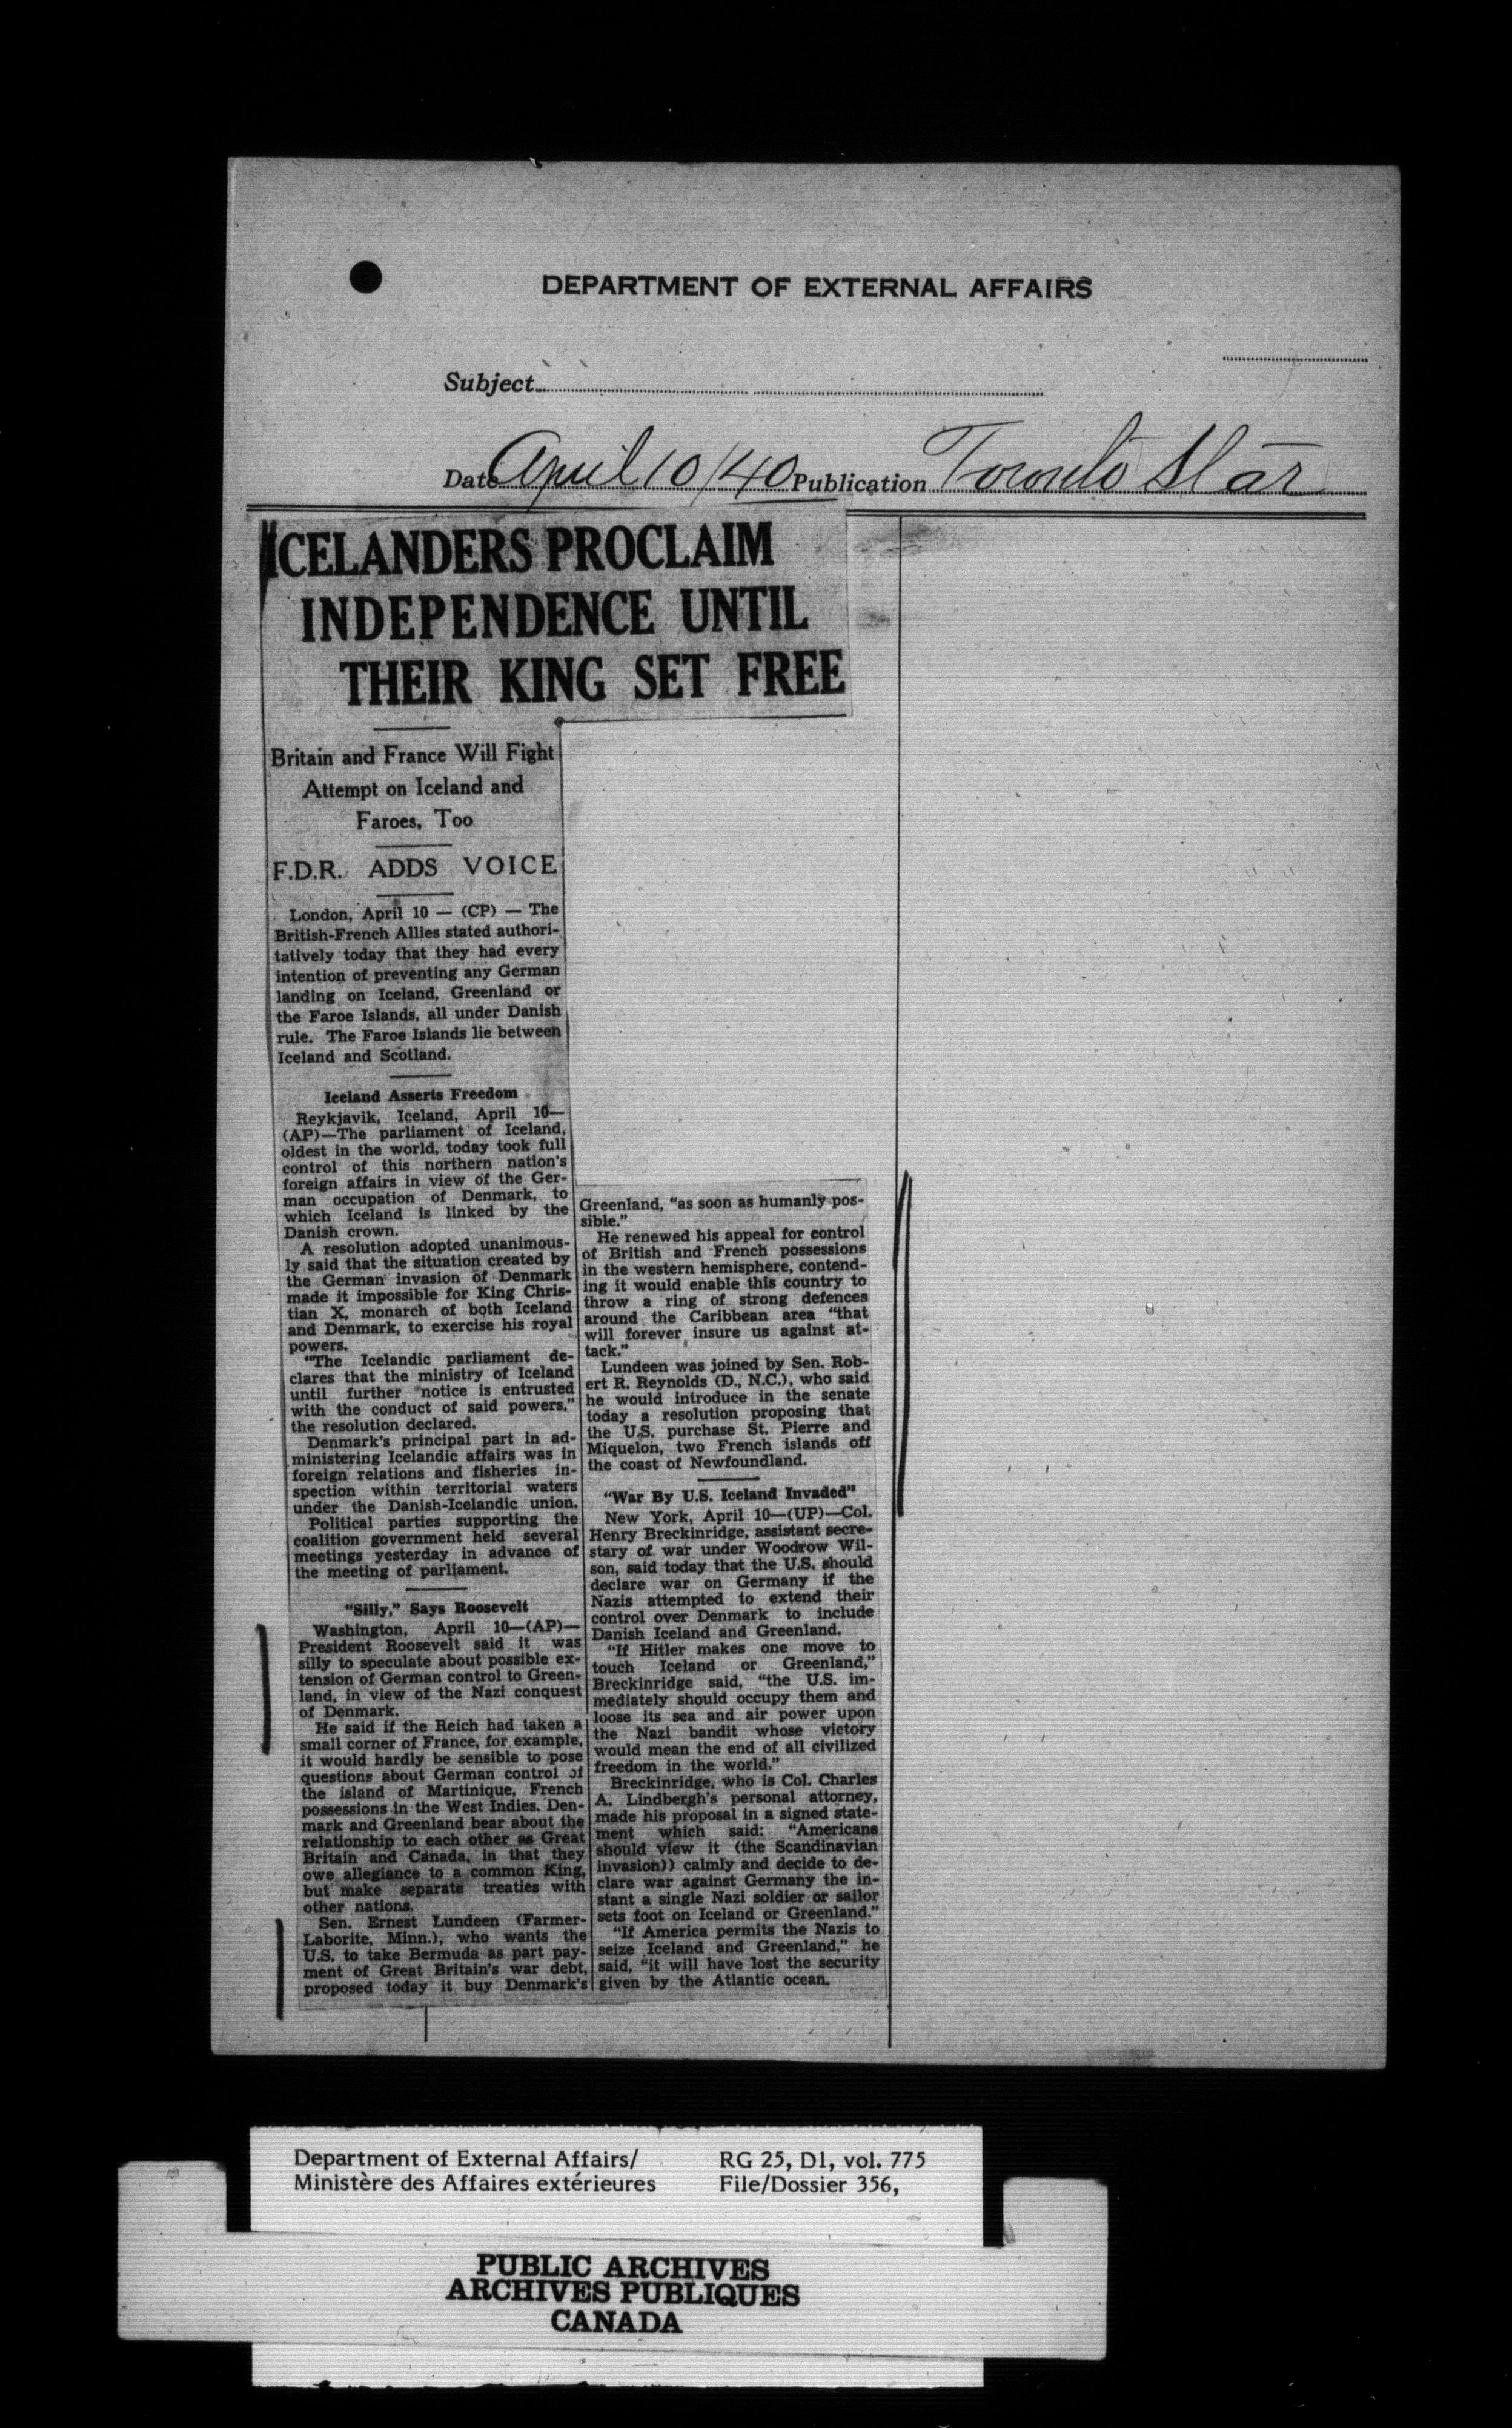 DEPARTMENT OF EXTERNAL AFFAIRS
Subject
Date April 10/40 Publication Toronto Star
ICELANDERS PROCLAIM
INDEPENDENCE UNTIL
THEIR KING SET FREE
Britain and France Will Fight
Attempt on Iceland and
Faroes, Too
F.D.R. ADDS VOICE
London, April 10 — (CP) — The
British-French Allies stated authori-
tatively today that they had every
intention of preventing any German
landing on Iceland, Greenland or
the Faroe Islands, all under Danish
rule. The Faroe Islands lie between
Iceland and Scotland.
Iceland Asserts Freedom
Reykjavik, Iceland, April 10—
(AP)—The parliament of Iceland,
oldest in the world, today took full
control of this northern nation's
foreign affairs in view of the Ger-
man occupation of Denmark, to
which Iceland is linked by the
Danish crown.
A resolution adopted unanimous-
ly said that the situation created by
the German invasion of Denmark
made it impossible for King Chris-
tian X, monarch of both Iceland
and Denmark, to exercise his royal
powers.
"The Icelandic parliament de-
clares that the ministry of Iceland
until further notice is entrusted
with the conduct of said powers,"
the resolution declared.
Denmark's principal part in ad-
ministering Icelandic affairs was in
foreign relations and fisheries in-
spection within territorial waters
under the Danish-Icelandic union.
Political parties supporting the
coalition government held several
meetings yesterday in advance of
the meeting of parliament.
"Silly," Says Roosevelt
Washington, April 10—(AP)—
President Roosevelt said it was
silly to speculate about possible ex-
tension of German control to Green-
land, in view of the Nazi conquest
of Denmark.
He said if the Reich had taken a
small corner of France, for example,
it would hardly be sensible to pose
questions about German control of
the island of Martinique, French
possessions in the West Indies. Den-
mark and Greenland bear about the
relationship to each other as Great
Britain and Canada, in that they
owe allegiance to a common King,
but make separate treaties with
other nations.
Sen. Ernest Lundeen (Farmer-
Laborite, Minn.), who wants the
U.S. to take Bermuda as part pay-
ment of Great Britain's war debt,
proposed today it buy Denmark's
Greenland, "as soon as humanly pos-
sible."
He renewed his appeal for control
of British and French possessions
in the western hemisphere, contend-
ing it would enable this country to
throw a ring of strong defences
around the Caribbean area "that
will forever insure us against at-
tack."
Lundeen was joined by Sen. Rob-
ert R. Reynolds (D., N.C.), who said
he would introduce in the senate
today a resolution proposing that
the U.S. purchase St. Pierre and
Miquelon, two French islands off
the coast of Newfoundland.
"War By U.S. Iceland Invaded"
New York, April 10—(UP)—Col.
Henry Breckinridge, assistant secre-
stary of war under Woodrow Wil-
son, said today that the U.S. should
declare war on Germany if the
Nazis attempted to extend their
control over Denmark to include
Danish Iceland and Greenland.
"If Hitler makes one move to
touch Iceland or Greenland,"
Breckinridge said, "the U.S. im-
mediately should occupy them and
loose its sea and air power upon
the Nazi bandit whose victory
would mean the end of all civilized
freedom in the world."
Breckinridge, who is Col. Charles
A. Lindbergh's personal attorney,
made his proposal in a signed state-
ment which said: "Americans
should view it (the Scandinavian
invasion)) calmly and decide to de-
clare war against Germany the in-
stant a single Nazi soldier or sailor
sets foot on Iceland or Greenland."
"If America permits the Nazis to
seize Iceland and Greenland," he
said, "it will have lost the security
given by the Atlantic ocean.
Department of External Affairs/
Ministère des Affaires extérieures
RG 25, D1, vol. 775
File/Dossier 356,
PUBLIC ARCHIVES
ARCHIVES PUBLIQUES
CANADA